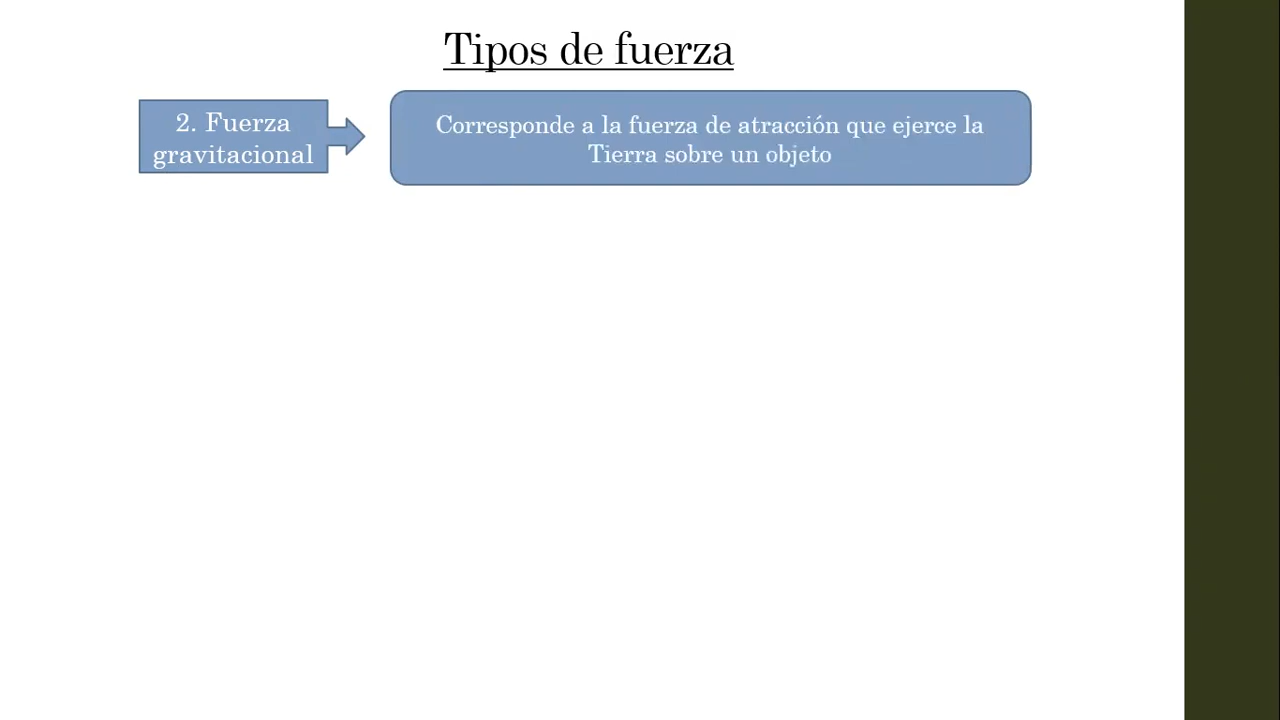 Tipos de fuerza
2. Fuerza
gravitacional
Corresponde a la fuerza de atracción que ejerce la
Tierra sobre un objeto